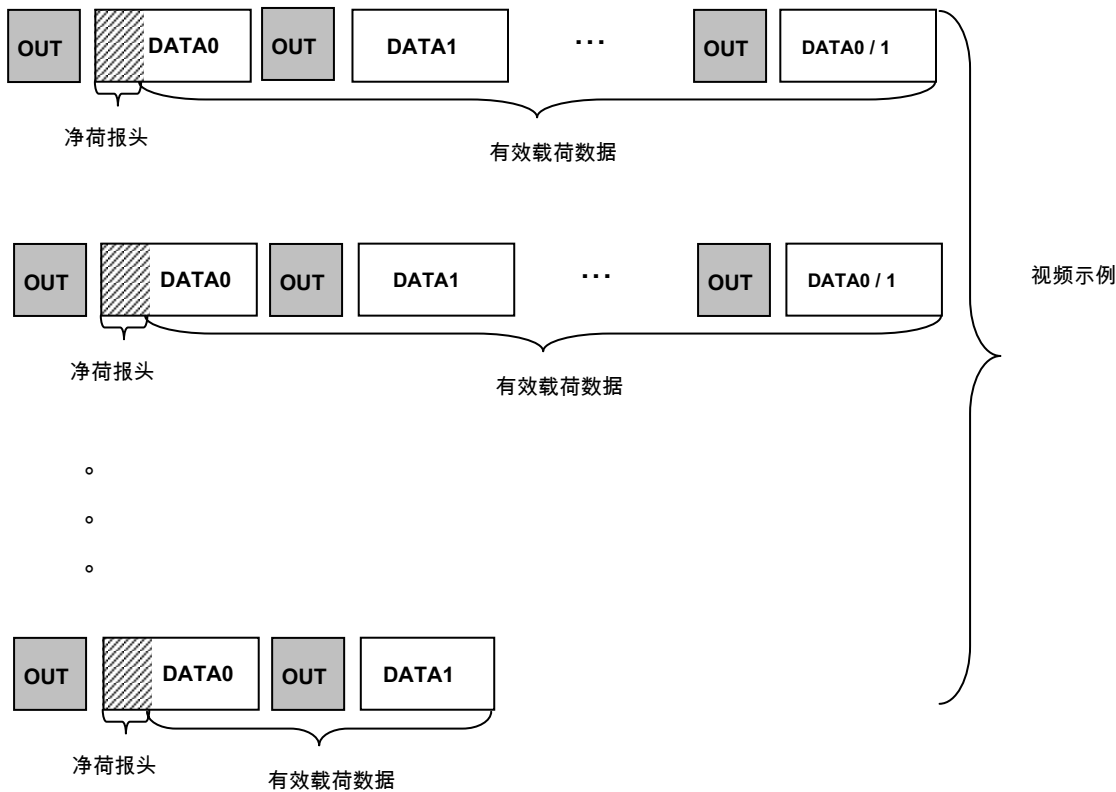 OUT DATA0 OUT DATA1 ... OUT DATA0 / 1
净荷报头
有效载荷数据
OUT DATA0 OUT DATA1 ... OUT DATA0 / 1
视频示例
净荷报头
有效载荷数据
。
。
。
OUT DATA0 OUT DATA1
净荷报头
有效载荷数据